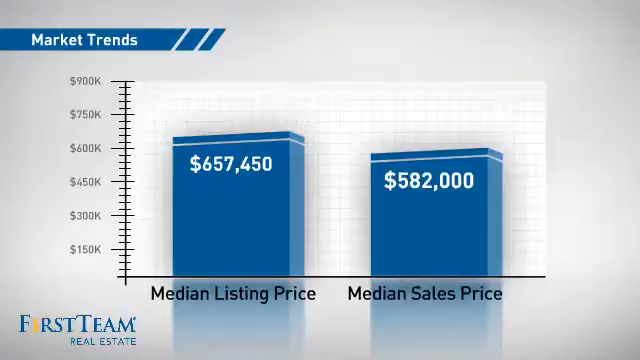 Market Trends
$900K
$750K
$600K
$450K
$300K
$150K
$657,450
$582,000
Median Listing Price
Median Sales Price
FIRSTTEAM®
REAL ESTATE